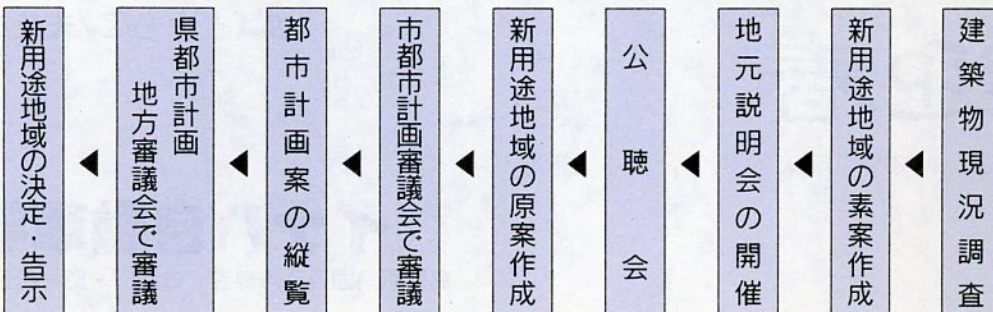 建築物現況調査
新用途地域の素案作成
地元説明会の開催
公聴会
新用途地域の原案作成
市都市計画審議会で審議
都市計画案の縦覧
県都市計画
地方審議会で審議
新用途地域の決定・告示